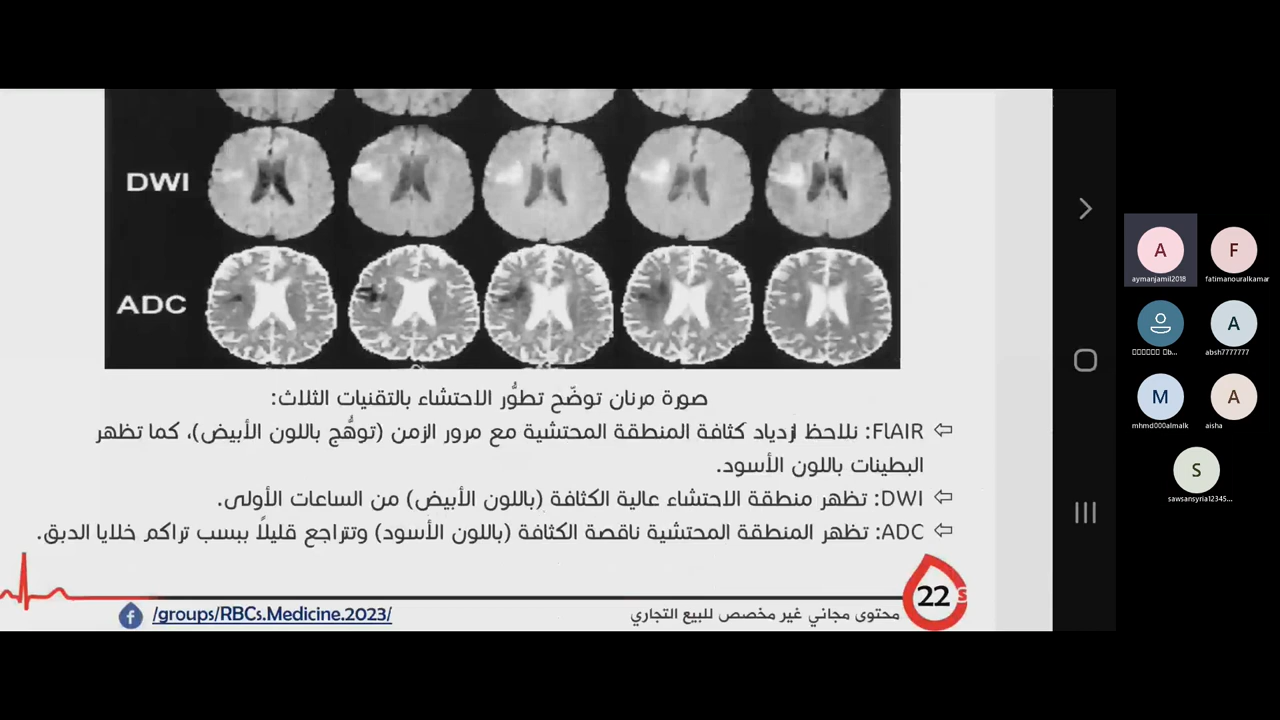 DWI
ADC
صورة مرنان توضّح تطوُّر الاحتشاء بالتقنيات الثلاث:
⇦ FLAIR: نلاحظ ازدياد كثافة المنطقة المحتشية مع مرور الزمن (توهُّج باللون الأبيض)، كما تظهر
البطينات باللون الأسود.
⇦ DWI: تظهر منطقة الاحتشاء عالية الكثافة (باللون الأبيض) من الساعات الأولى.
⇦ ADC: تظهر المنطقة المحتشية ناقصة الكثافة (باللون الأسود) وتتراجع قليلاً ببسب تراكم خلايا الدبق.
22
محتوى مجاني غير مخصص للبيع التجاري
/groups/RBCs.Medicine.2023/
A
aymanjamil2018
F
fatimanouralkamar
A
absh7777777
M
mhmd000almalk
A
aisha
S
sawsansyria12345...